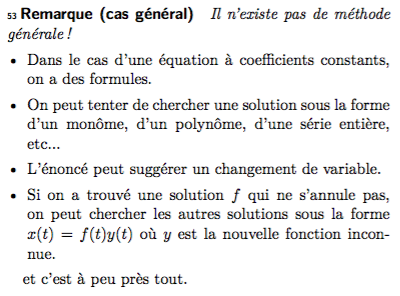 53 Remarque (cas général) Il n'existe pas de méthode
générale !
• Dans le cas d'une équation à coefficients constants,
on a des formules.
• On peut tenter de chercher une solution sous la forme
d'un monôme, d'un polynôme, d'une série entière,
etc...
• L'énoncé peut suggérer un changement de variable.
• Si on a trouvé une solution f qui ne s'annule pas,
on peut chercher les autres solutions sous la forme
x(t) = f(t)y(t) où y est la nouvelle fonction incon-
nue.
et c'est à peu près tout.